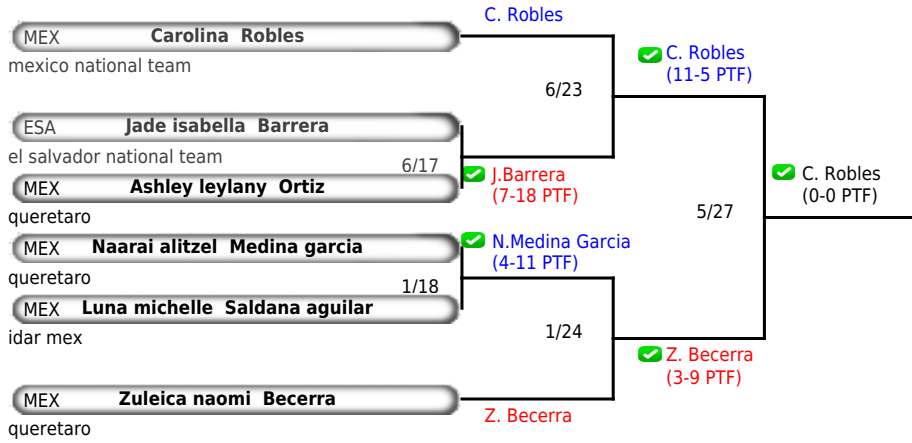 C. Robles
MEX Carolina Robles
mexico national team
C. Robles
(11-5 PTF)
6/23
ESA Jade isabella Barrera
el salvador national team
6/17
J.Barrera
(7-18 PTF)
MEX Ashley leylany Ortiz
queretaro
C. Robles
(0-0 PTF)
5/27
MEX Naarai alitzel Medina garcia
queretaro
N.Medina Garcia
(4-11 PTF)
1/18
MEX Luna michelle Saldana aguilar
idar mex
1/24
Z. Becerra
(3-9 PTF)
MEX Zuleica naomi Becerra
queretaro
Z. Becerra